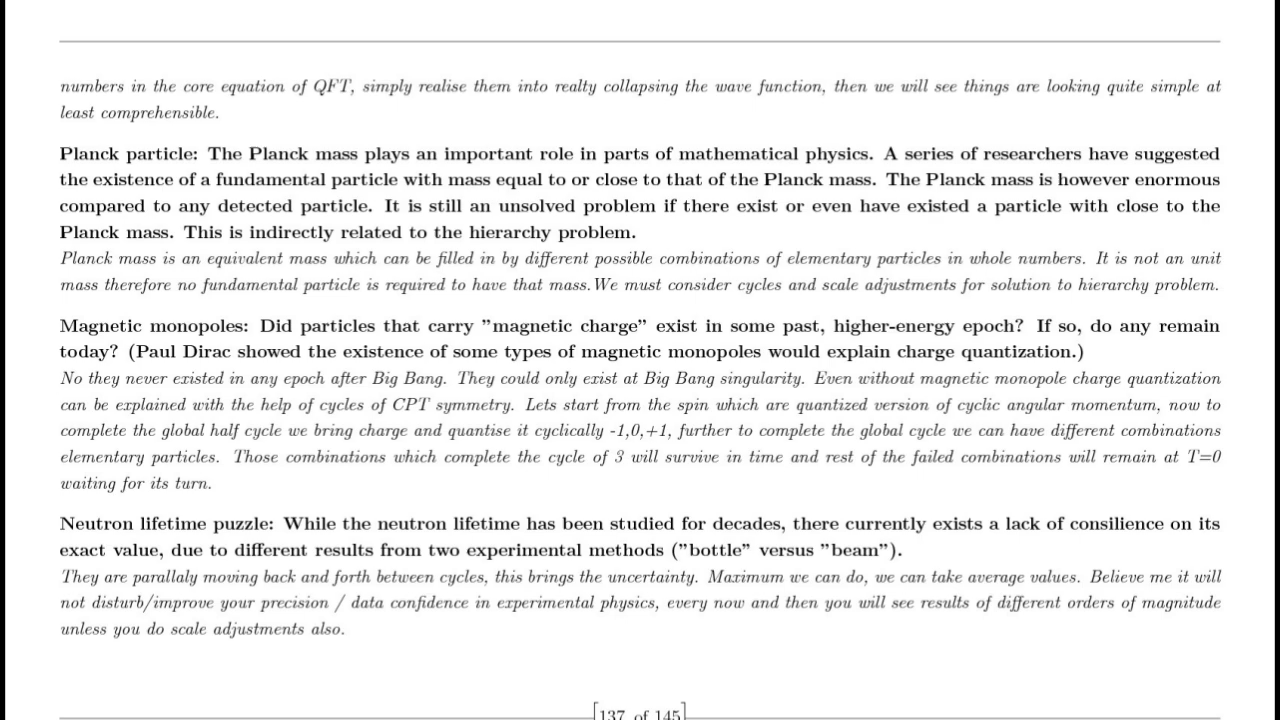 numbers in the core equation of QFT, simply realise them into realty collapsing the wave function, then we will see things are looking quite simple at
least comprehensible.
Planck particle: The Planck mass plays an important role in parts of mathematical physics. A series of researchers have suggested
the existence of a fundamental particle with mass equal to or close to that of the Planck mass. The Planck mass is however enormous
compared to any detected particle. It is still an unsolved problem if there exist or even have existed a particle with close to the
Planck mass. This is indirectly related to the hierarchy problem.
Planck mass is an equivalent mass which can be filled in by different possible combinations of elementary particles in whole numbers. It is not an unit
mass therefore no fundamental particle is required to have that mass. We must consider cycles and scale adjustments for solution to hierarchy problem.
Magnetic monopoles: Did particles that carry ”magnetic charge” exist in some past, higher-energy epoch? If so, do any remain
today? (Paul Dirac showed the existence of some types of magnetic monopoles would explain charge quantization.)
No they never existed in any epoch after Big Bang. They could only exist at Big Bang singularity. Even without magnetic monopole charge quantization
can be explained with the help of cycles of CPT symmetry. Lets start from the spin which are quantized version of cyclic angular momentum, now to
complete the global half cycle we bring charge and quantise it cyclically -1,0,+1, further to complete the global cycle we can have different combinations
elementary particles. Those combinations which complete the cycle of 3 will survive in time and rest of the failed combinations will remain at T=0
waiting for its turn.
Neutron lifetime puzzle: While the neutron lifetime has been studied for decades, there currently exists a lack of consilience on its
exact value, due to different results from two experimental methods (”bottle” versus ”beam”).
They are parallaly moving back and forth between cycles, this brings the uncertainty. Maximum we can do, we can take average values. Believe me it will
not disturb/improve your precision / data confidence in experimental physics, every now and then you will see results of different orders of magnitude
unless you do scale adjustments also.
[137 of 145]